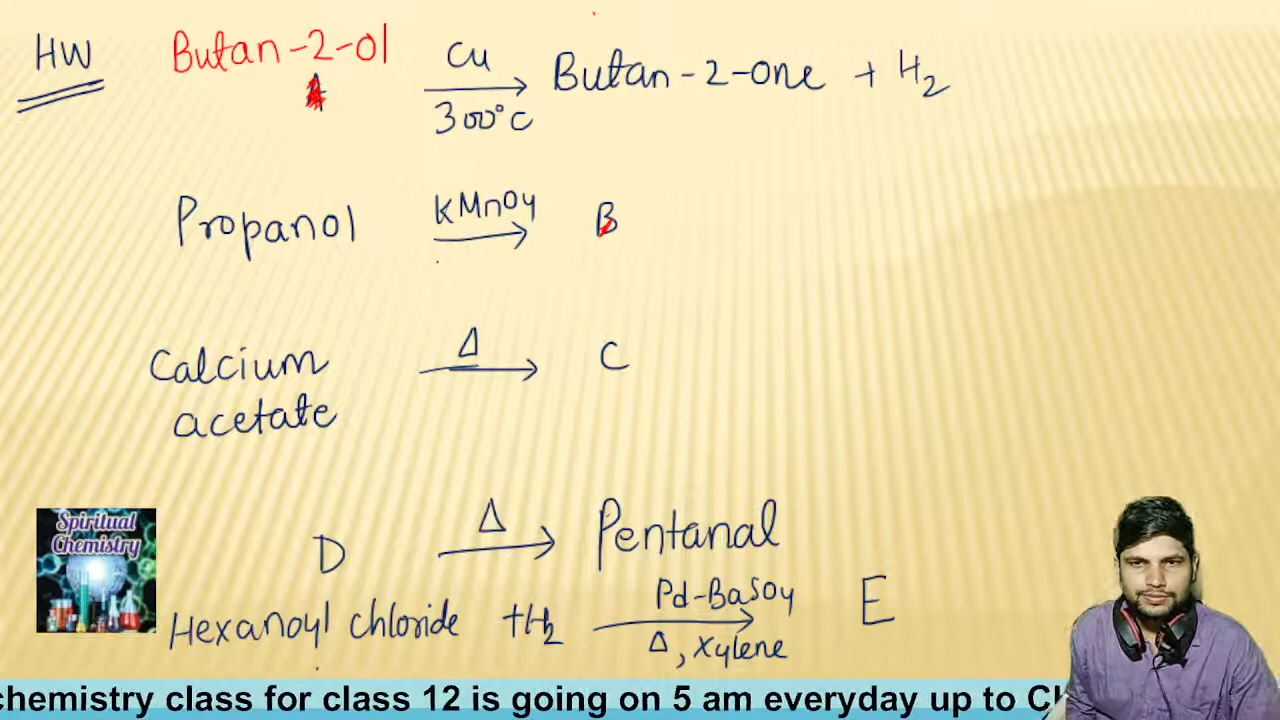 HW Butan-2-ol Cu Butan-2-one + H2
300°C
Propanol KMnO4 B
Calcium Δ C
acetate
Spiritual
Chemistry
D Δ Pentanal
Hexanoyl chloride +H2 Pd-BaSO4 E
Δ, Xylene
chemistry class for class 12 is going on 5 am everyday up to